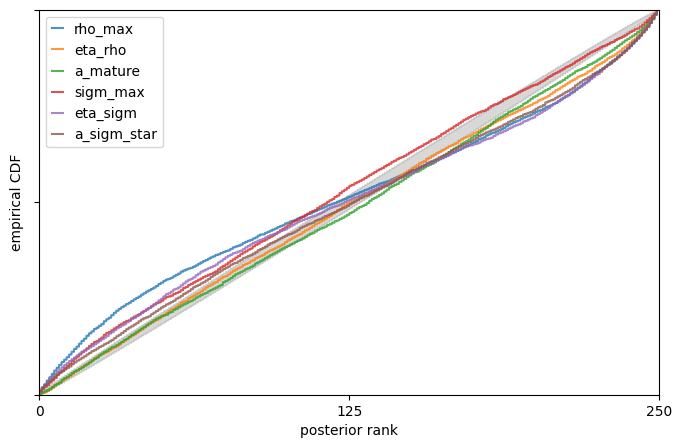 rho_max
eta_rho
a_mature
sigm_max
eta_sigm
a_sigm_star
empirical CDF
0
125
250
posterior rank